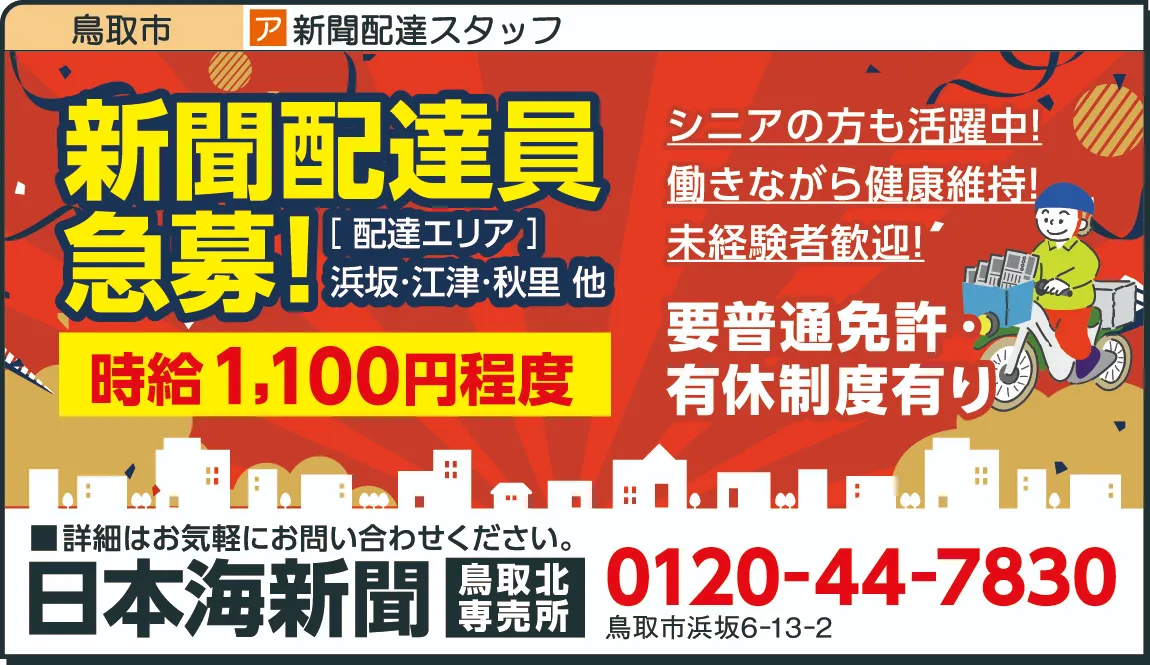 鳥取市
ア 新聞配達スタッフ
新聞配達員
急募!
[ 配達エリア ]
浜坂・江津・秋里 他
時給1,100円程度
シニアの方も活躍中!
働きながら健康維持!
未経験者歓迎!
要普通免許・
有休制度有り
■詳細はお気軽にお問い合わせください。
日本海新聞
鳥取北
専売所
0120-44-7830
鳥取市浜坂6-13-2